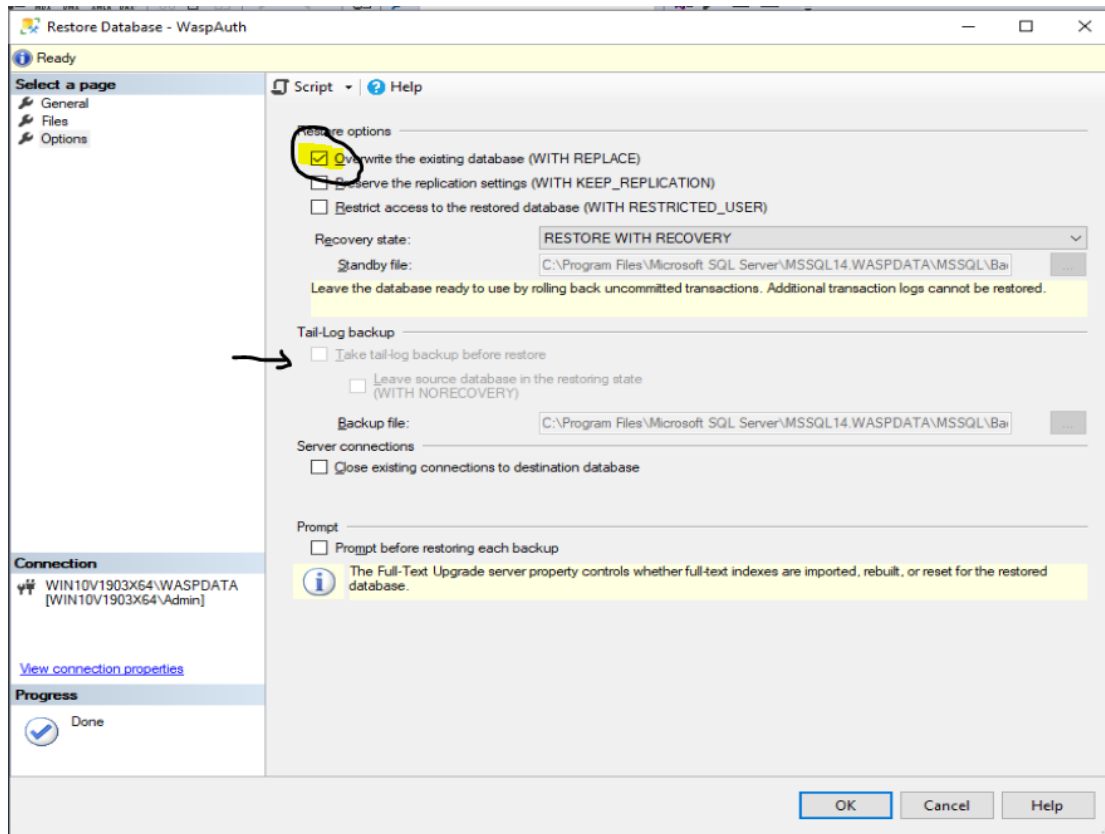 Restore Database - WaspAuth
Ready
Select a page
General
Files
Options
Script
Help
Restore options
Overwrite the existing database (WITH REPLACE)
Preserve the replication settings (WITH KEEP_REPLICATION)
Restrict access to the restored database (WITH RESTRICTED_USER)
Recovery state:
RESTORE WITH RECOVERY
Standby file:
C:\Program Files\Microsoft SQL Server\MSSQL14.WASPDATA\MSSQL\Ba
...
Leave the database ready to use by rolling back uncommitted transactions. Additional transaction logs cannot be restored.
Tail-Log backup
Take tail-log backup before restore
Leave source database in the restoring state
(WITH NORECOVERY)
Backup file:
C:\Program Files\Microsoft SQL Server\MSSQL14.WASPDATA\MSSQL\Ba
...
Server connections
Close existing connections to destination database
Prompt
Prompt before restoring each backup
The Full-Text Upgrade server property controls whether full-text indexes are imported, rebuilt, or reset for the restored
database.
Connection
WIN10V1903X64\WASPDATA
[WIN10V1903X64\Admin]
View connection properties
Progress
Done
OK
Cancel
Help